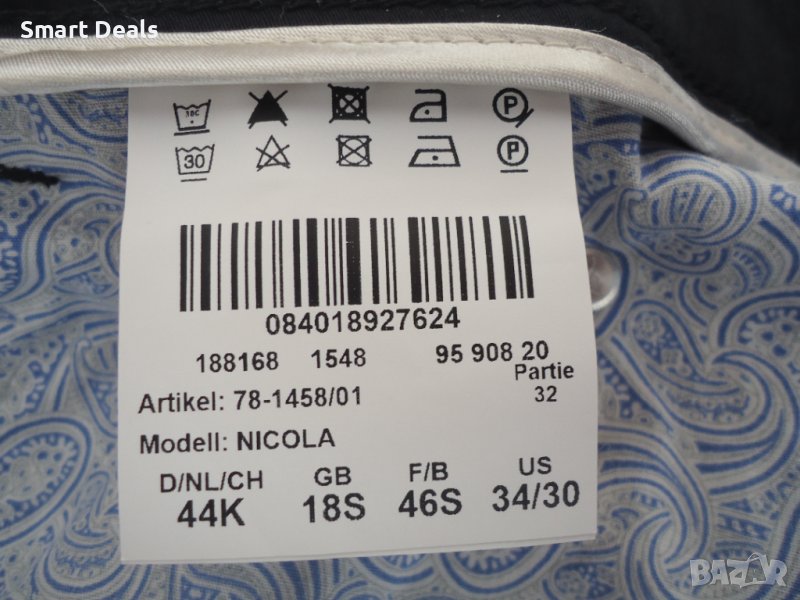 Smart Deals
30
P
P
084018927624
188168 1548 95 908 20
Partie
Artikel: 78-1458/01 32
Modell: NICOLA
D/NL/CH GB F/B US
44K 18S 46S 34/30
BAZAR